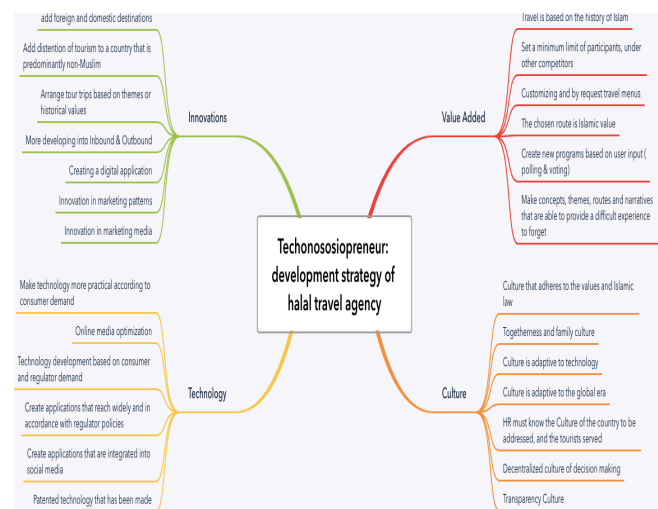 add foreign and domestic destinations
Add distention of tourism to a country that is
predominantly non-Muslim
Arrange tour trips based on themes or
historical values
More developing into Inbound & Outbound
Creating a digital application
Innovation in marketing patterns
Innovation in marketing media
Innovations
Travel is based on the history of Islam
Set a minimum limit of participants, under
other competitors
Customizing and by request travel menus
The chosen route is Islamic value
Create new programs based on user input (
polling & voting)
Make concepts, themes, routes and narratives
that are able to provide a difficult experience
to forget
Value Added
Techonososiopreneur:
development strategy of
halal travel agency
Make technology more practical according to
consumer demand
Online media optimization
Technology development based on consumer
and regulator demand
Create applications that reach widely and in
accordance with regulator policies
Create applications that are integrated into
social media
Patented technology that has been made
Technology
Culture that adheres to the values and Islamic
law
Togetherness and family culture
Culture is adaptive to technology
Culture is adaptive to the global era
HR must know the Culture of the country to be
addressed, and the tourists served
Decentralized culture of decision making
Transparency Culture
Culture